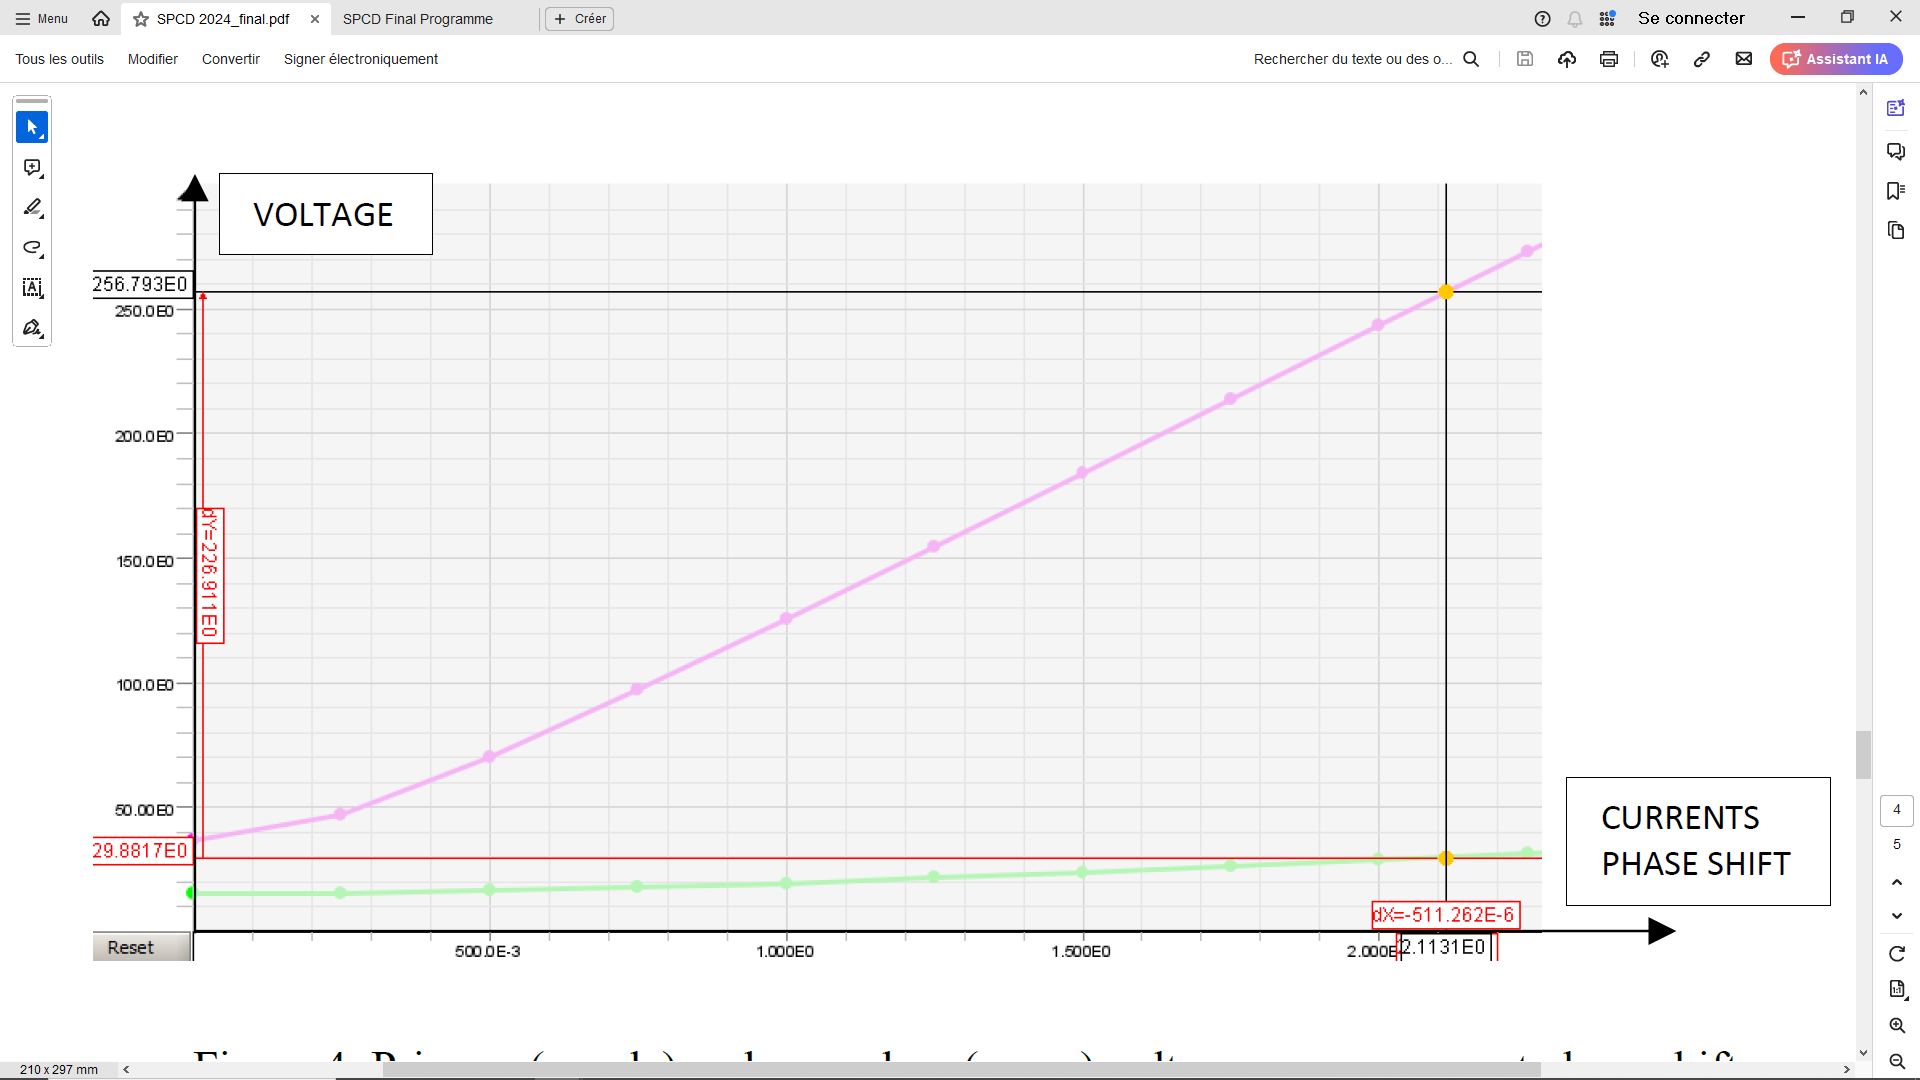 Menu
SPCD 2024_final.pdf
SPCD Final Programme
Créer
Se connecter
Tous les outils
Modifier
Convertir
Signer électroniquement
Rechercher du texte ou des o...
Assistant IA
VOLTAGE
256.793E0
250.0E0
200.0E0
dY=226.911E0
150.0E0
100.0E0
50.00E0
29.8817E0
CURRENTS
PHASE SHIFT
dX=-511.262E-6
Reset
500.0E-3
1.000E0
1.500E0
2.000E
2.1131E0
4
5
210 x 297 mm